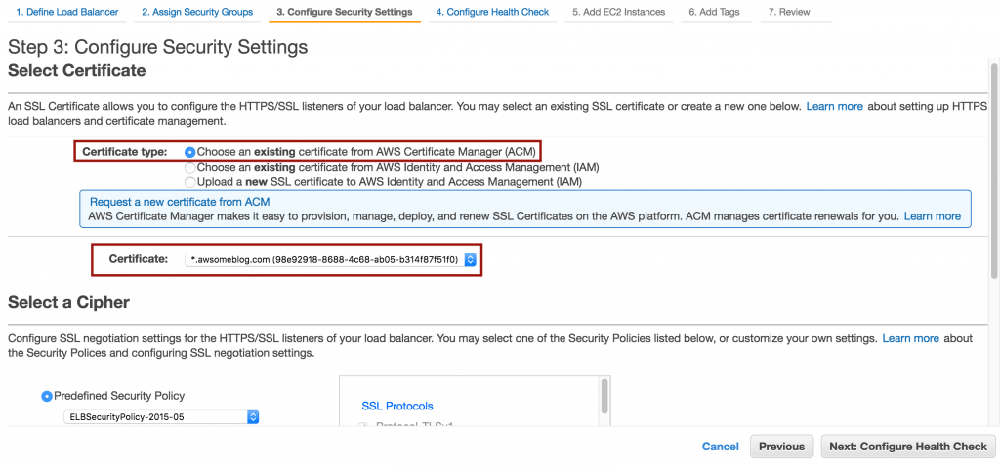 1. Define Load Balancer 2. Assign Security Groups 3. Configure Security Settings 4. Configure Health Check 5. Add EC2 Instances 6. Add Tags 7. Review
Step 3: Configure Security Settings
Select Certificate
An SSL Certificate allows you to configure the HTTPS/SSL listeners of your load balancer. You may select an existing SSL certificate or create a new one below. Learn more about setting up HTTPS
load balancers and certificate management.
Certificate type: Choose an existing certificate from AWS Certificate Manager (ACM)
Choose an existing certificate from AWS Identity and Access Management (IAM)
Upload a new SSL certificate to AWS Identity and Access Management (IAM)
Request a new certificate from ACM
AWS Certificate Manager makes it easy to provision, manage, deploy, and renew SSL Certificates on the AWS platform. ACM manages certificate renewals for you. Learn more
Certificate: *.awsomeblog.com (98e92918-8688-4c68-ab05-b314f87f51f0)
Select a Cipher
Configure SSL negotiation settings for the HTTPS/SSL listeners of your load balancer. You may select one of the Security Policies listed below, or customize your own settings. Learn more about
the Security Polices and configuring SSL negotiation settings.
Predefined Security Policy
ELBSecurityPolicy-2015-05
SSL Protocols
Protocol-TLSv1
Cancel Previous Next: Configure Health Check